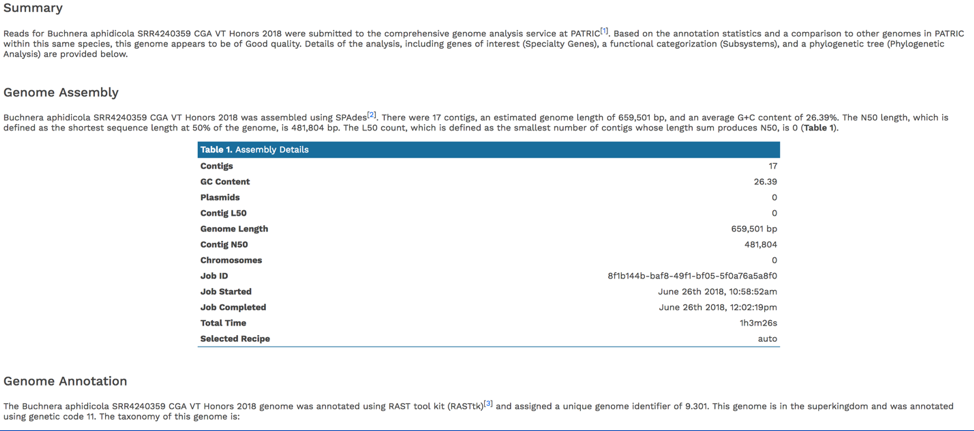 Summary
Reads for Buchnera aphidicola SRR4240359 CGA VT Honors 2018 were submitted to the comprehensive genome analysis service at PATRIC[1]. Based on the annotation statistics and a comparison to other genomes in PATRIC
within this same species, this genome appears to be of Good quality. Details of the analysis, including genes of interest (Specialty Genes), a functional categorization (Subsystems), and a phylogenetic tree (Phylogenetic
Analysis) are provided below.
Genome Assembly
Buchnera aphidicola SRR4240359 CGA VT Honors 2018 was assembled using SPAdes[2]. There were 17 contigs, an estimated genome length of 659,501 bp, and an average G+C content of 26.39%. The N50 length, which is
defined as the shortest sequence length at 50% of the genome, is 481,804 bp. The L50 count, which is defined as the smallest number of contigs whose length sum produces N50, is 0 (Table 1).
Table 1. Assembly Details
Contigs 17
GC Content 26.39
Plasmids 0
Contig L50 0
Genome Length 659,501 bp
Contig N50 481,804
Chromosomes 0
Job ID 8f1b144b-baf8-49f1-bf05-5f0a76a5a8f0
Job Started June 26th 2018, 10:58:52am
Job Completed June 26th 2018, 12:02:19pm
Total Time 1h3m26s
Selected Recipe auto
Genome Annotation
The Buchnera aphidicola SRR4240359 CGA VT Honors 2018 genome was annotated using RAST tool kit (RASTtk)[3] and assigned a unique genome identifier of 9.301. This genome is in the superkingdom and was annotated
using genetic code 11. The taxonomy of this genome is: